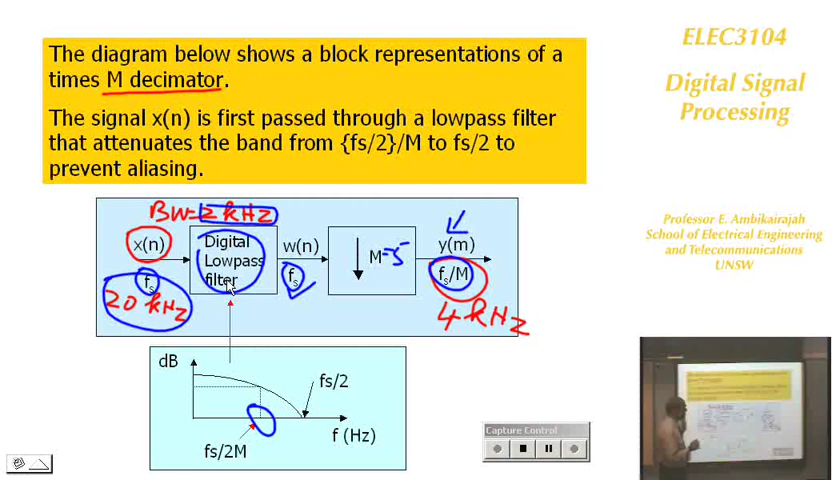 The diagram below shows a block representations of a
times M decimator.
The signal x(n) is first passed through a lowpass filter
that attenuates the band from {fs/2}/M to fs/2 to
prevent aliasing.
ELEC3104
Digital Signal
Processing
Professor E. Ambikairajah
School of Electrical Engineering
and Telecommunications
UNSW
BW=2 kHz
x(n)
Digital
Lowpass
filter
w(n)
M=5
y(m)
fs
fs
fs/M
20 kHz
4 kHz
dB
fs/2
f (Hz)
fs/2M
Capture Control